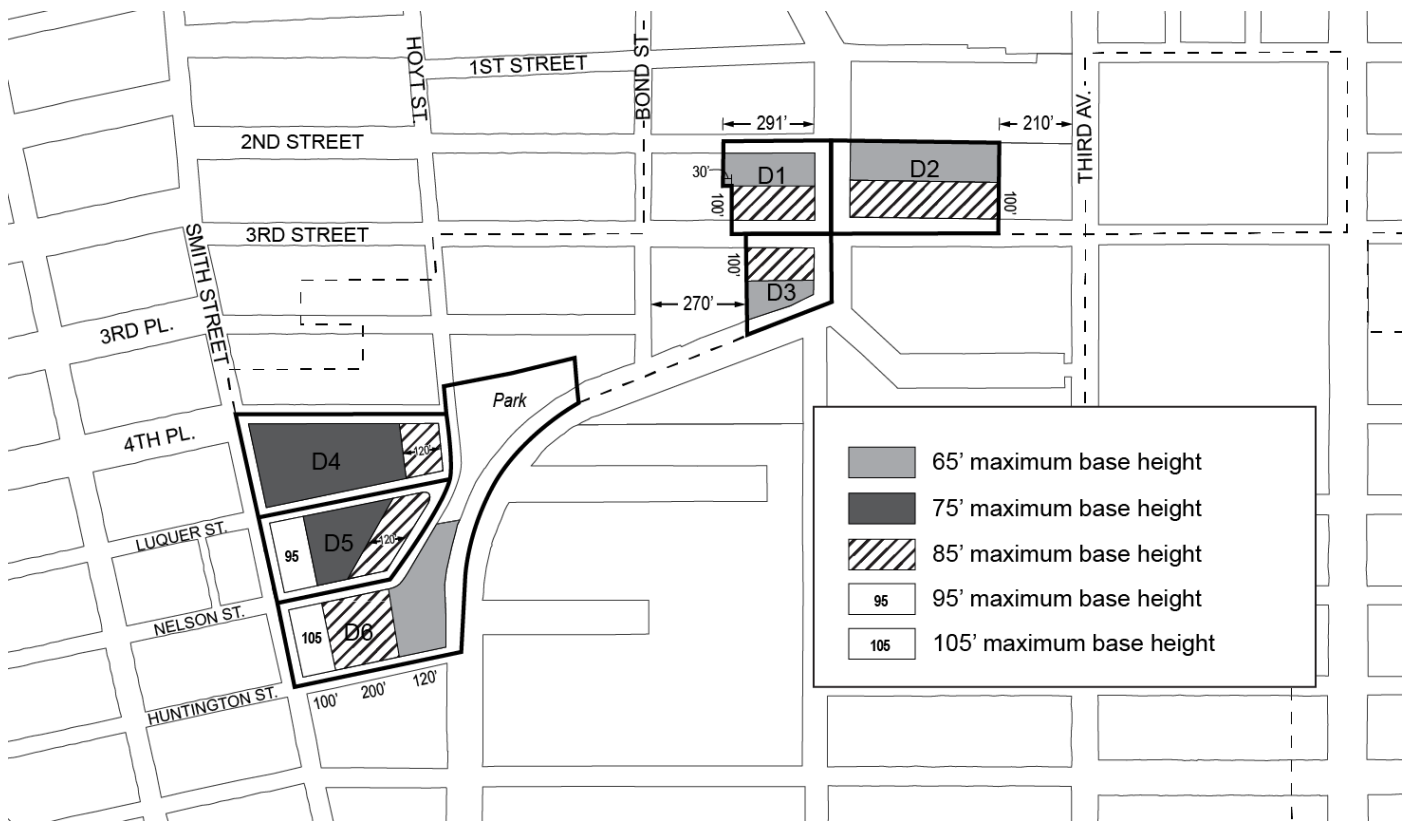 HOYT ST.
BOND ST
1ST STREET
2ND STREET
291’
210’
THIRD AV.
30’
D1
D2
100’
100’
3RD STREET
SMITH STREET
100’
D3
270’
3RD PL.
Park
4TH PL.
D4
120’
LUQUER ST.
95
D5
120’
NELSON ST.
105
D6
HUNTINGTON ST.
100’
200’
120’
65’ maximum base height
75’ maximum base height
85’ maximum base height
95 95’ maximum base height
105 105’ maximum base height